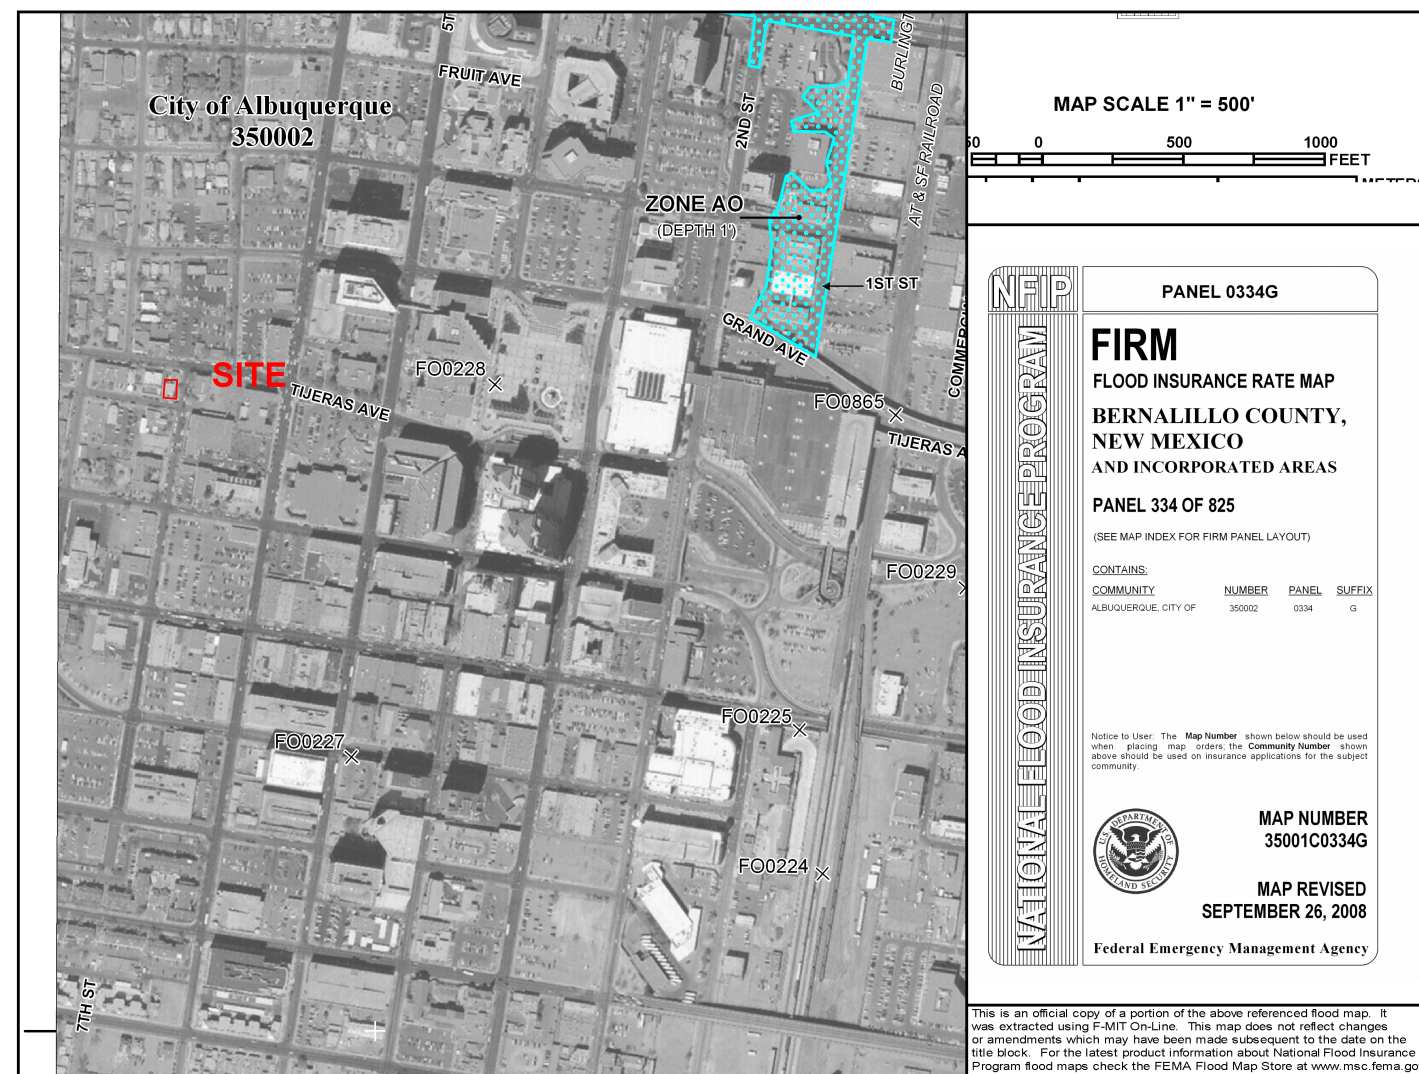 City of Albuquerque
350002
5T
FRUIT AVE
2ND ST
BURLINGT
AT & SF RAILROAD
ZONE AO
(DEPTH 1')
1ST ST
GRAND AVE
SITE
TIJERAS AVE
FO0228
FO0865
TIJERAS A
FO0229
FO0225
FO0227
FO0224
7TH ST
MAP SCALE 1" = 500'
50 0 500 1000
FEET
NFIP
PANEL 0334G
NATIONAL FLOOD INSURANCE PROGRAM
FIRM
FLOOD INSURANCE RATE MAP
BERNALILLO COUNTY,
NEW MEXICO
AND INCORPORATED AREAS
PANEL 334 OF 825
(SEE MAP INDEX FOR FIRM PANEL LAYOUT)
CONTAINS:
COMMUNITY NUMBER PANEL SUFFIX
ALBUQUERQUE, CITY OF 350002 0334 G
Notice to User: The Map Number shown below should be used
when placing map orders; the Community Number shown
above should be used on insurance applications for the subject
community.
U.S. DEPARTMENT OF
HOMELAND SECURITY
MAP NUMBER
35001C0334G
MAP REVISED
SEPTEMBER 26, 2008
Federal Emergency Management Agency
This is an official copy of a portion of the above referenced flood map. It
was extracted using F-MIT On-Line. This map does not reflect changes
or amendments which may have been made subsequent to the date on the
title block. For the latest product information about National Flood Insurance
Program flood maps check the FEMA Flood Map Store at www.msc.fema.go